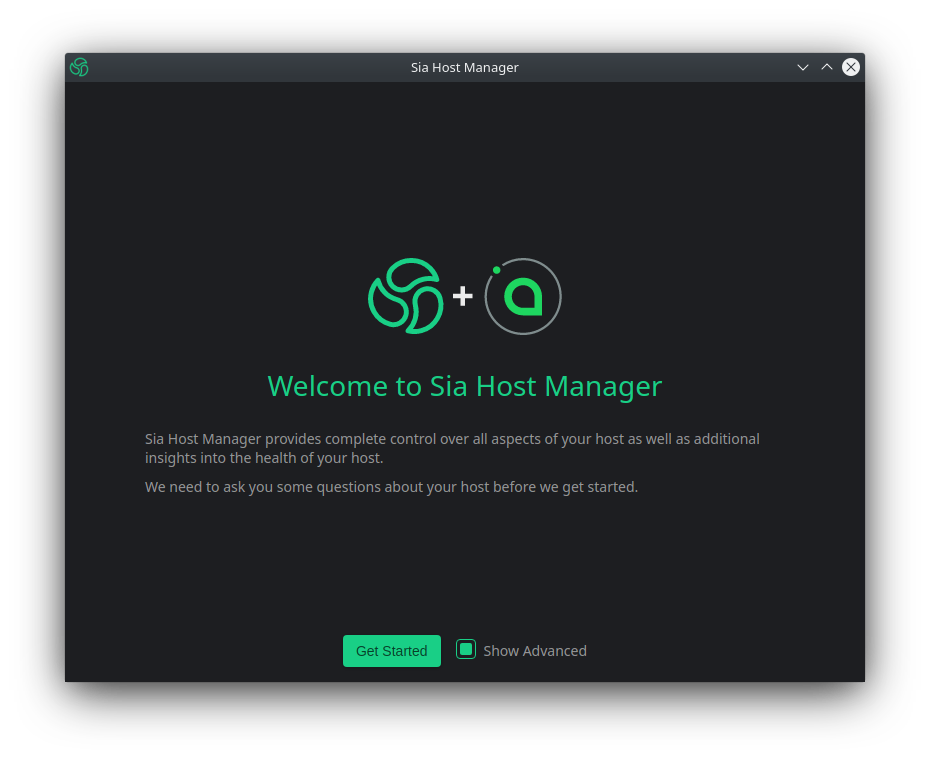 Sia Host Manager
Welcome to Sia Host Manager
Sia Host Manager provides complete control over all aspects of your host as well as additional
insights into the health of your host.
We need to ask you some questions about your host before we get started.
Get Started
Show Advanced